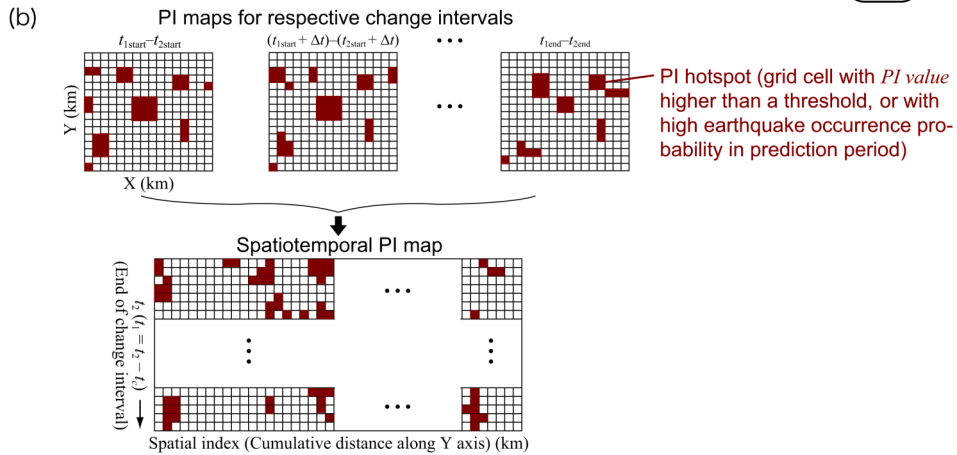 (b)
PI maps for respective change intervals
t1start–t2start
(t1start + Δt)–(t2start + Δt)
•••
t1end–t2end
Y (km)
X (km)
•••
PI hotspot (grid cell with PI value
higher than a threshold, or with
high earthquake occurrence pro-
bability in prediction period)
Spatiotemporal PI map
t2 (t1 = t2 – tc)
(End of change interval)
•••
•••
•••
•••
Spatial index (Cumulative distance along Y axis) (km)